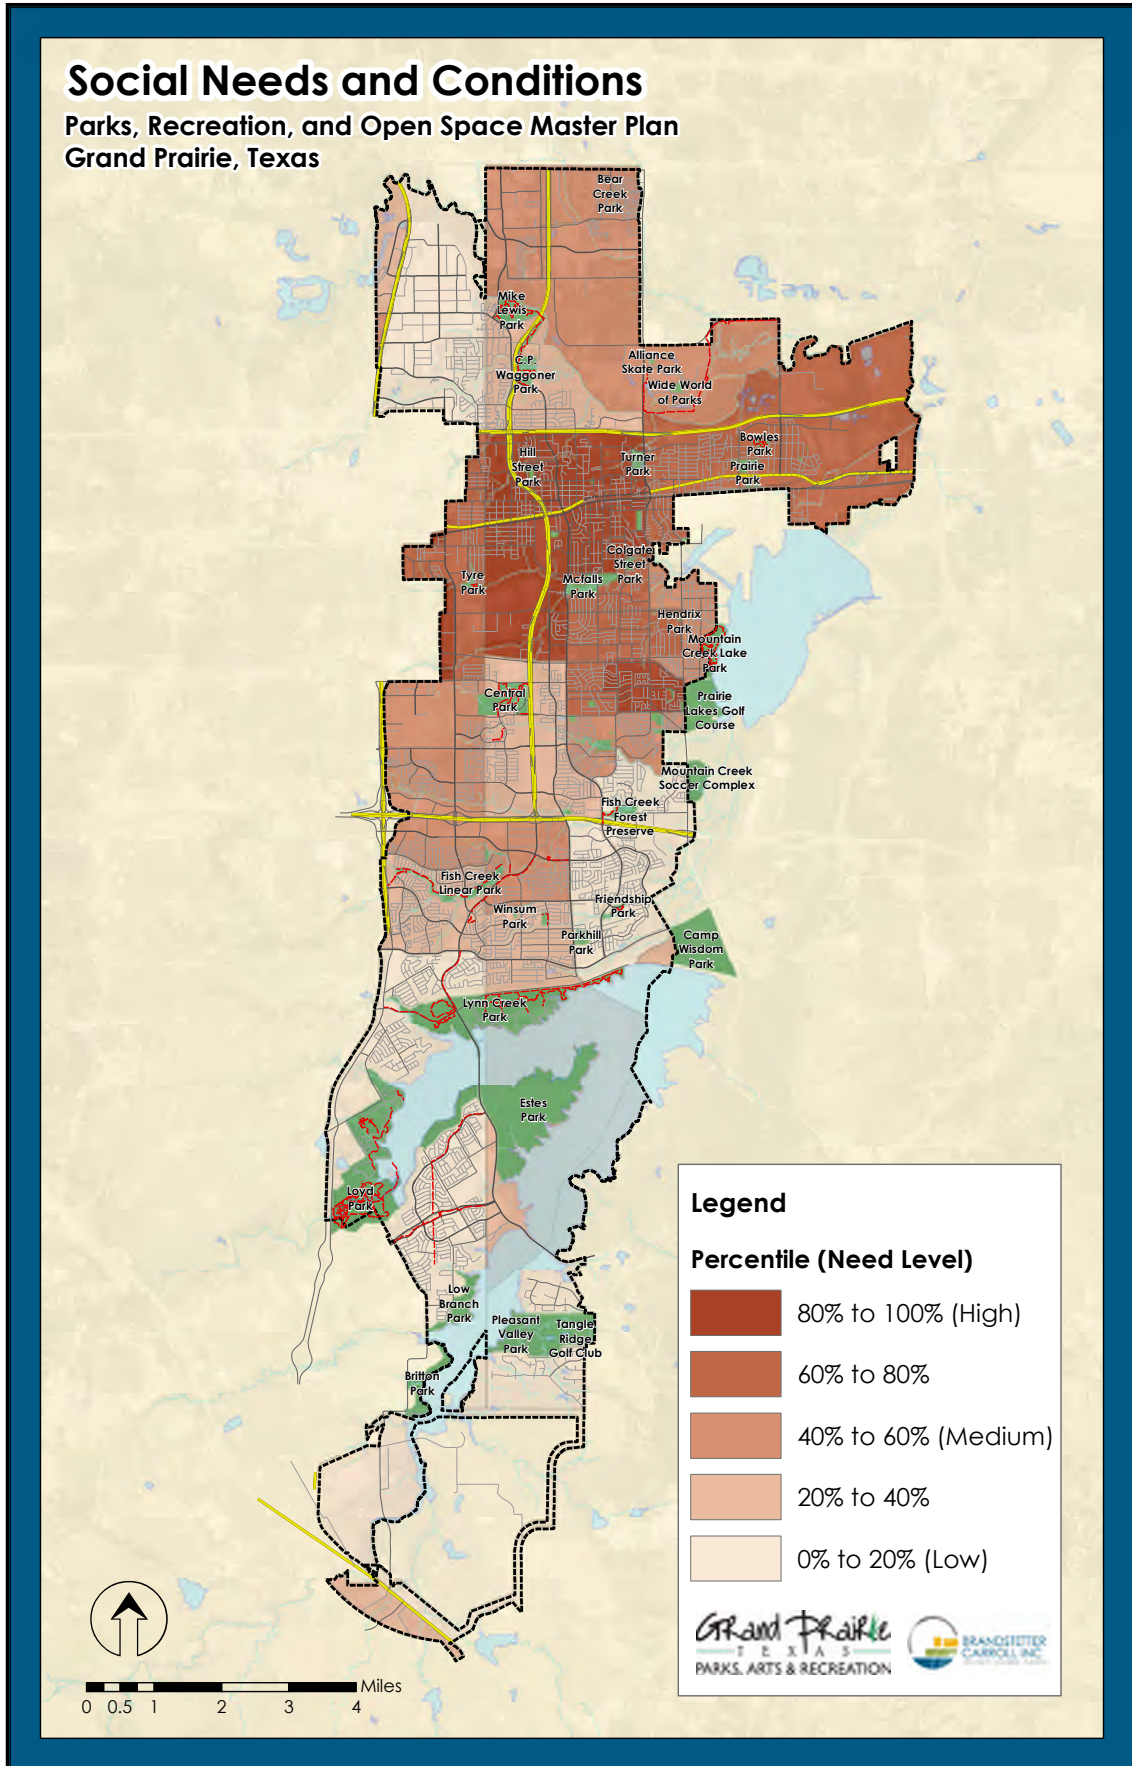 Social Needs and Conditions
Parks, Recreation, and Open Space Master Plan
Grand Prairie, Texas
Bear
Creek
Park
Mike
Lewis
Park
C.P.
Waggoner
Park
Alliance
Skate Park
Wide World
of Parks
Bowles
Park
Prairie
Park
Hill
Street
Park
Turner
Park
Colgate
Street
Park
Tyre
Park
Mcfalls
Park
Hendrix
Park
Mountain
Creek Lake
Park
Central
Park
Prairie
Lakes Golf
Course
Mountain Creek
Soccer Complex
Fish Creek
Forest
Preserve
Fish Creek
Linear Park
Winsum
Park
Friendship
Park
Parkhill
Park
Camp
Wisdom
Park
Lynn Creek
Park
Estes
Park
Loyd
Park
Low
Branch
Park
Pleasant
Valley
Park
Tangle
Ridge
Golf Club
Britton
Park
Legend
Percentile (Need Level)
80% to 100% (High)
60% to 80%
40% to 60% (Medium)
20% to 40%
0% to 20% (Low)
Grand Prairie
TEXAS
PARKS, ARTS & RECREATION
BRANDSTETTER
CARROLL INC
Miles
0 0.5 1 2 3 4